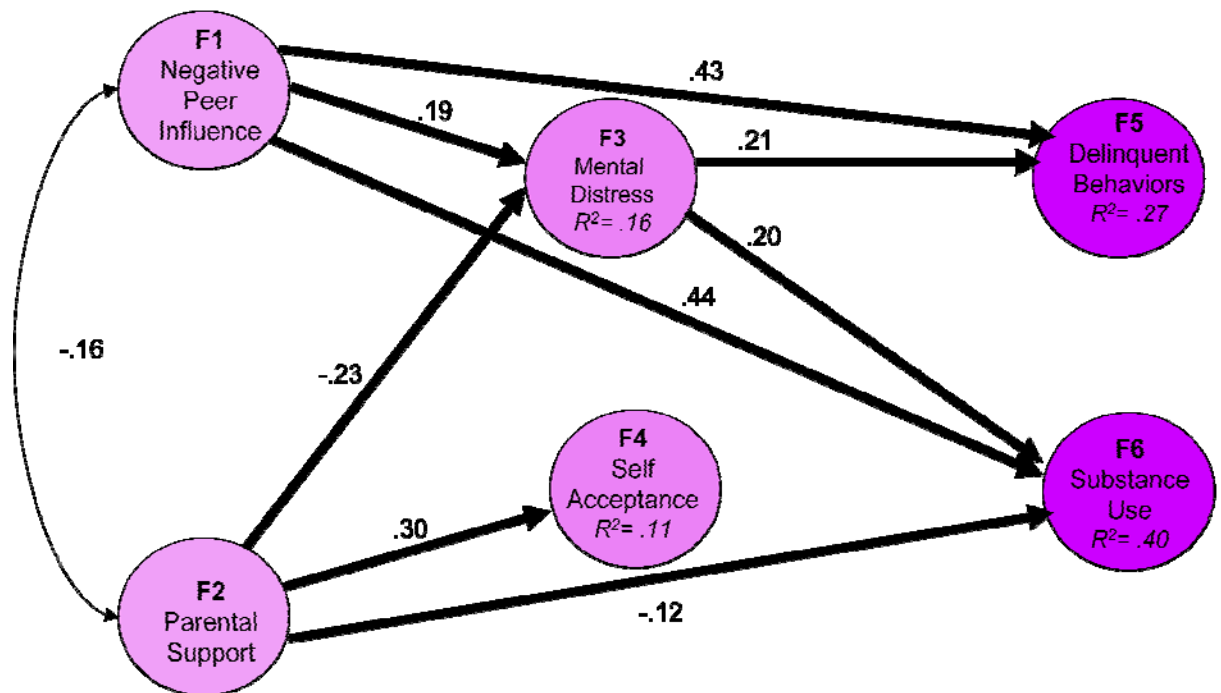 F1
Negative
Peer
Influence
.43
.19
F3
Mental
Distress
R²= .16
.21
F5
Delinquent
Behaviors
R²= .27
.20
.44
-.16
-.23
F4
Self
Acceptance
R²= .11
F6
Substance
Use
R²= .40
.30
F2
Parental
Support
-.12